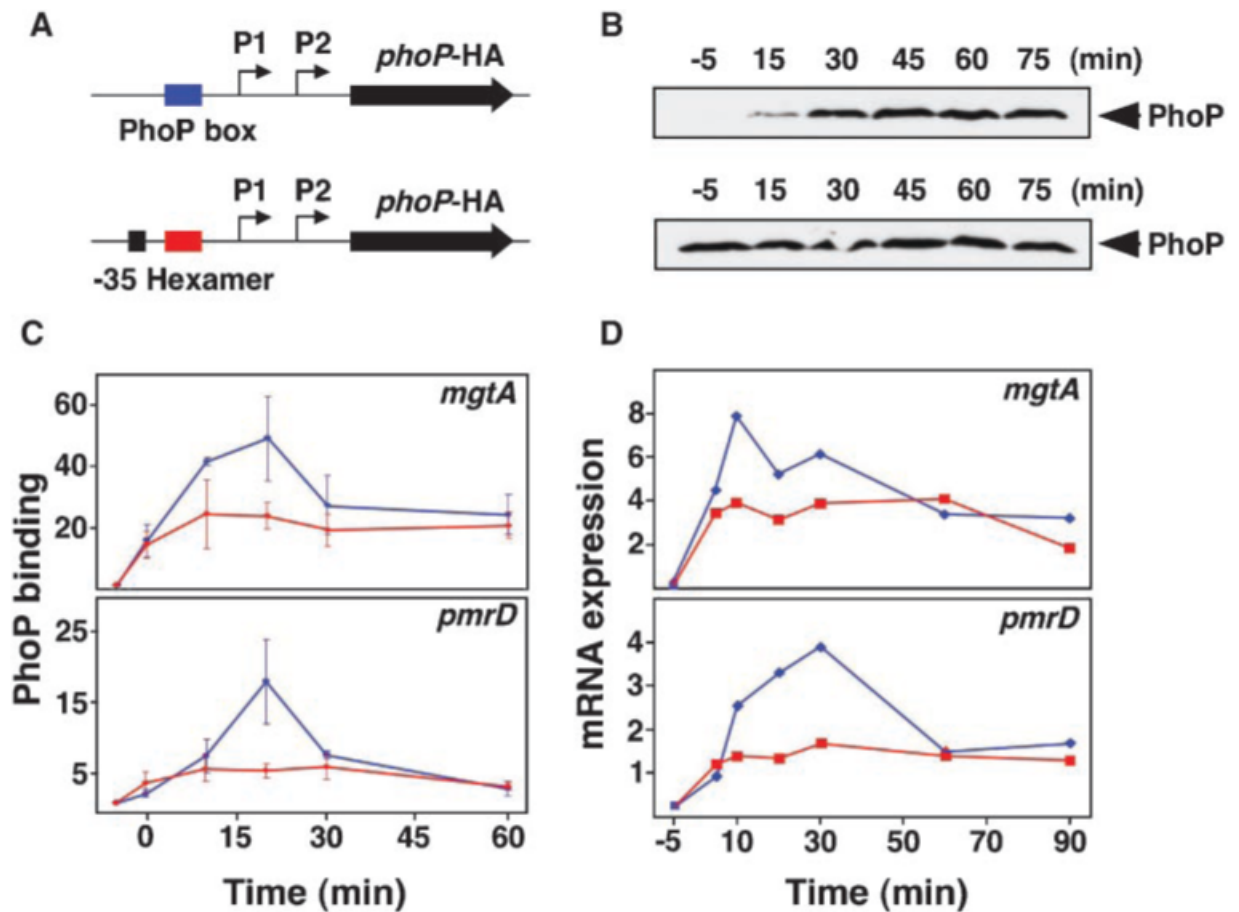 A
P1 P2 phoP-HA
PhoP box
P1 P2 phoP-HA
-35 Hexamer
B
-5 15 30 45 60 75 (min)
PhoP
-5 15 30 45 60 75 (min)
PhoP
C
PhoP binding
mgtA
60
40
20
pmrD
25
15
5
0 15 30 45 60
Time (min)
D
mRNA expression
mgtA
8
6
4
2
pmrD
4
3
2
1
-5 10 30 50 70 90
Time (min)